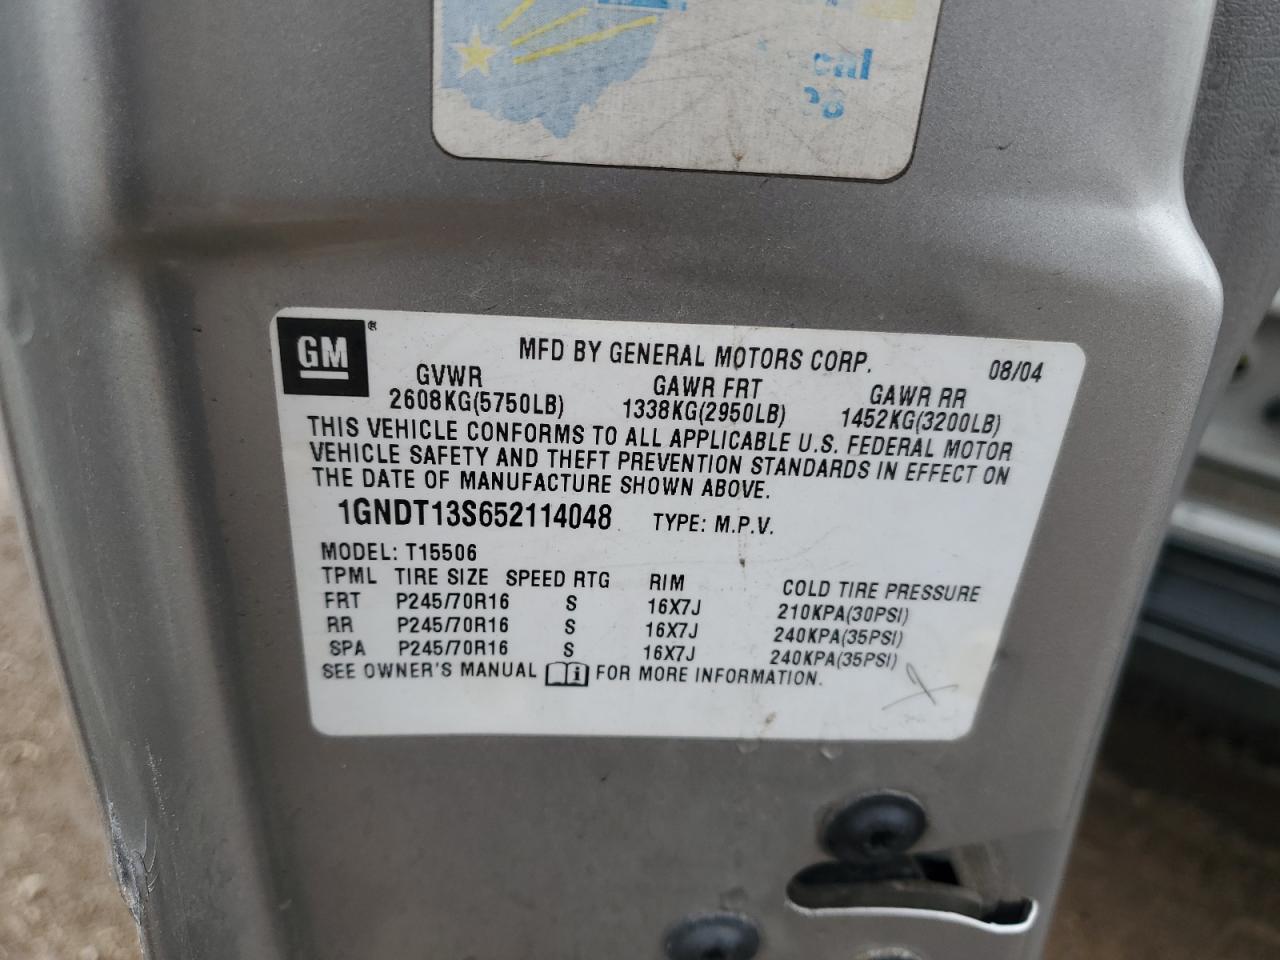 GM ®
MFD BY GENERAL MOTORS CORP. 08/04
GVWR GAWR FRT GAWR RR
2608KG(5750LB) 1338KG(2950LB) 1452KG(3200LB)
THIS VEHICLE CONFORMS TO ALL APPLICABLE U.S. FEDERAL MOTOR
VEHICLE SAFETY AND THEFT PREVENTION STANDARDS IN EFFECT ON
THE DATE OF MANUFACTURE SHOWN ABOVE.
1GNDT13S652114048 TYPE: M.P.V.
MODEL: T15506
TPML TIRE SIZE SPEED RTG RIM COLD TIRE PRESSURE
FRT P245/70R16 S 16X7J 210KPA(30PSI)
RR P245/70R16 S 16X7J 240KPA(35PSI)
SPA P245/70R16 S 16X7J 240KPA(35PSI)
SEE OWNER'S MANUAL i FOR MORE INFORMATION.